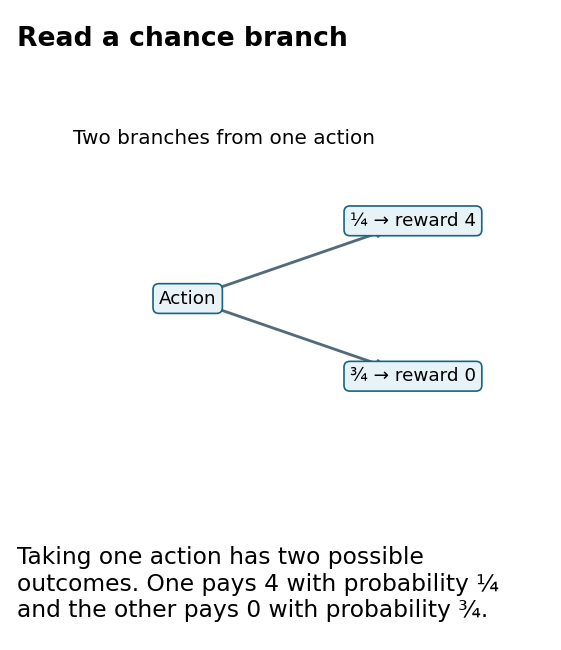 Read a chance branch
Two branches from one action
¼ → reward 4
Action
¾ → reward 0
Taking one action has two possible
outcomes. One pays 4 with probability ¼
and the other pays 0 with probability ¾.